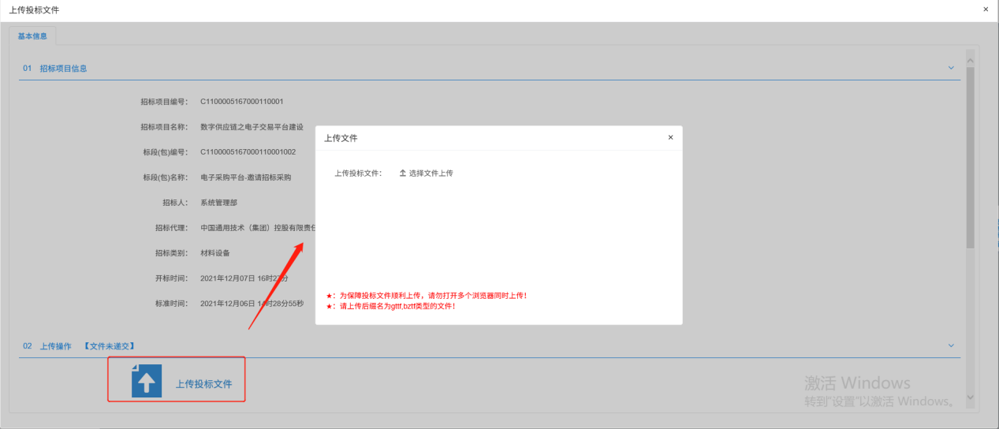 上传投标文件 ×
基本信息
01 招标项目信息
招标项目编号： C1100005167000110001
招标项目名称： 数字供应链之电子交易平台建设
标段(包)编号： C1100005167000110001002
标段(包)名称： 电子采购平台-邀请招标采购
招标人： 系统管理部
招标代理： 中国通用技术（集团）控股有限责任
招标类别： 材料设备
开标时间： 2021年12月07日 16时27分
标准时间： 2021年12月06日 14时28分55秒
上传文件 ×
上传投标文件： 选择文件上传
★：为保障投标文件顺利上传，请勿打开多个浏览器同时上传！
★：请上传后缀名为gttf,bztf类型的文件！
02 上传操作 【文件未递交】
上传投标文件
激活 Windows
转到"设置"以激活 Windows。